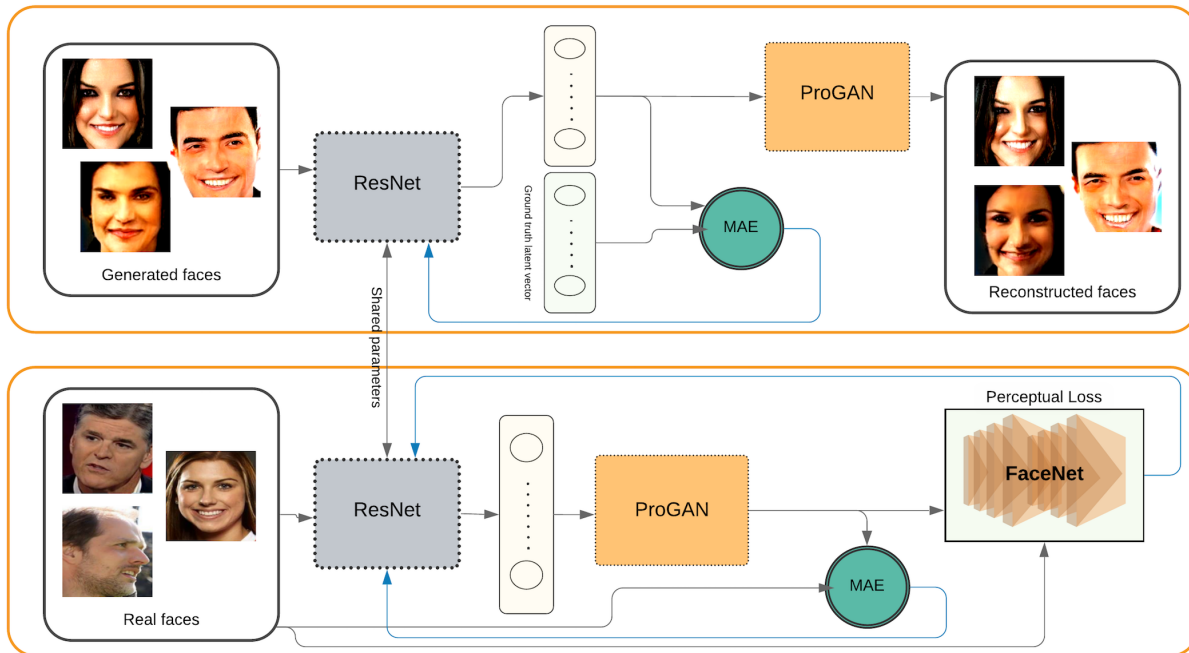 Generated faces
ResNet
Ground truth latent vector
MAE
ProGAN
Reconstructed faces
Shared parameters
Real faces
ResNet
ProGAN
MAE
Perceptual Loss
FaceNet